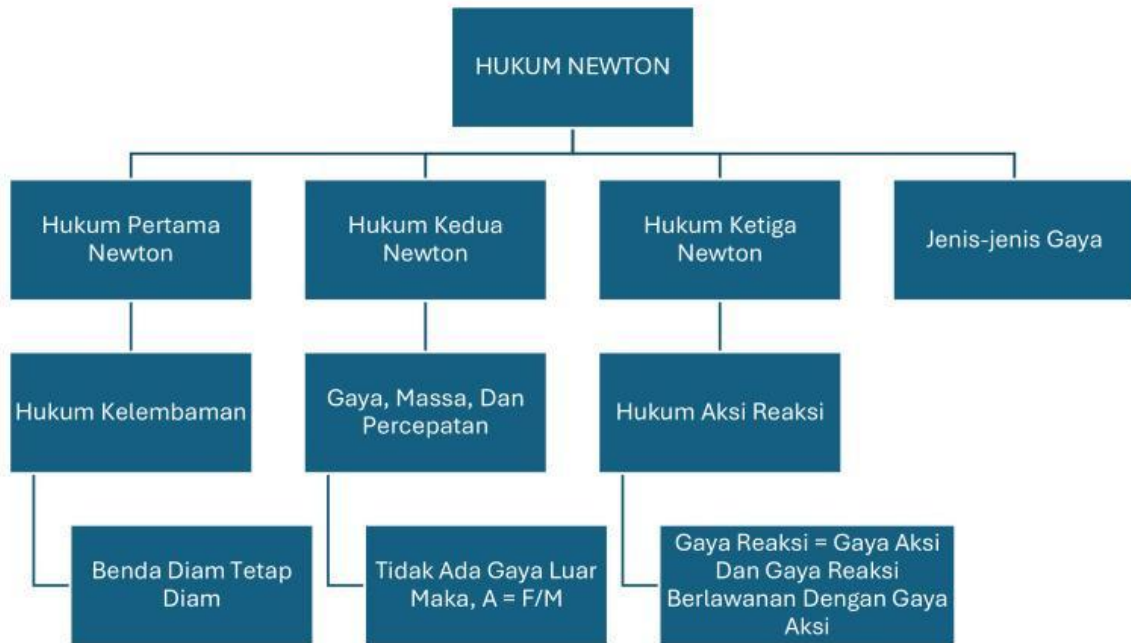 HUKUM NEWTON
Hukum Pertama
Newton
Hukum Kedua
Newton
Hukum Ketiga
Newton
Jenis-jenis Gaya
Hukum Kelembaman
Gaya, Massa, Dan
Percepatan
Hukum Aksi Reaksi
Benda Diam Tetap
Diam
Tidak Ada Gaya Luar
Maka, A = F/M
Gaya Reaksi = Gaya Aksi
Dan Gaya Reaksi
Berlawanan Dengan Gaya
Aksi